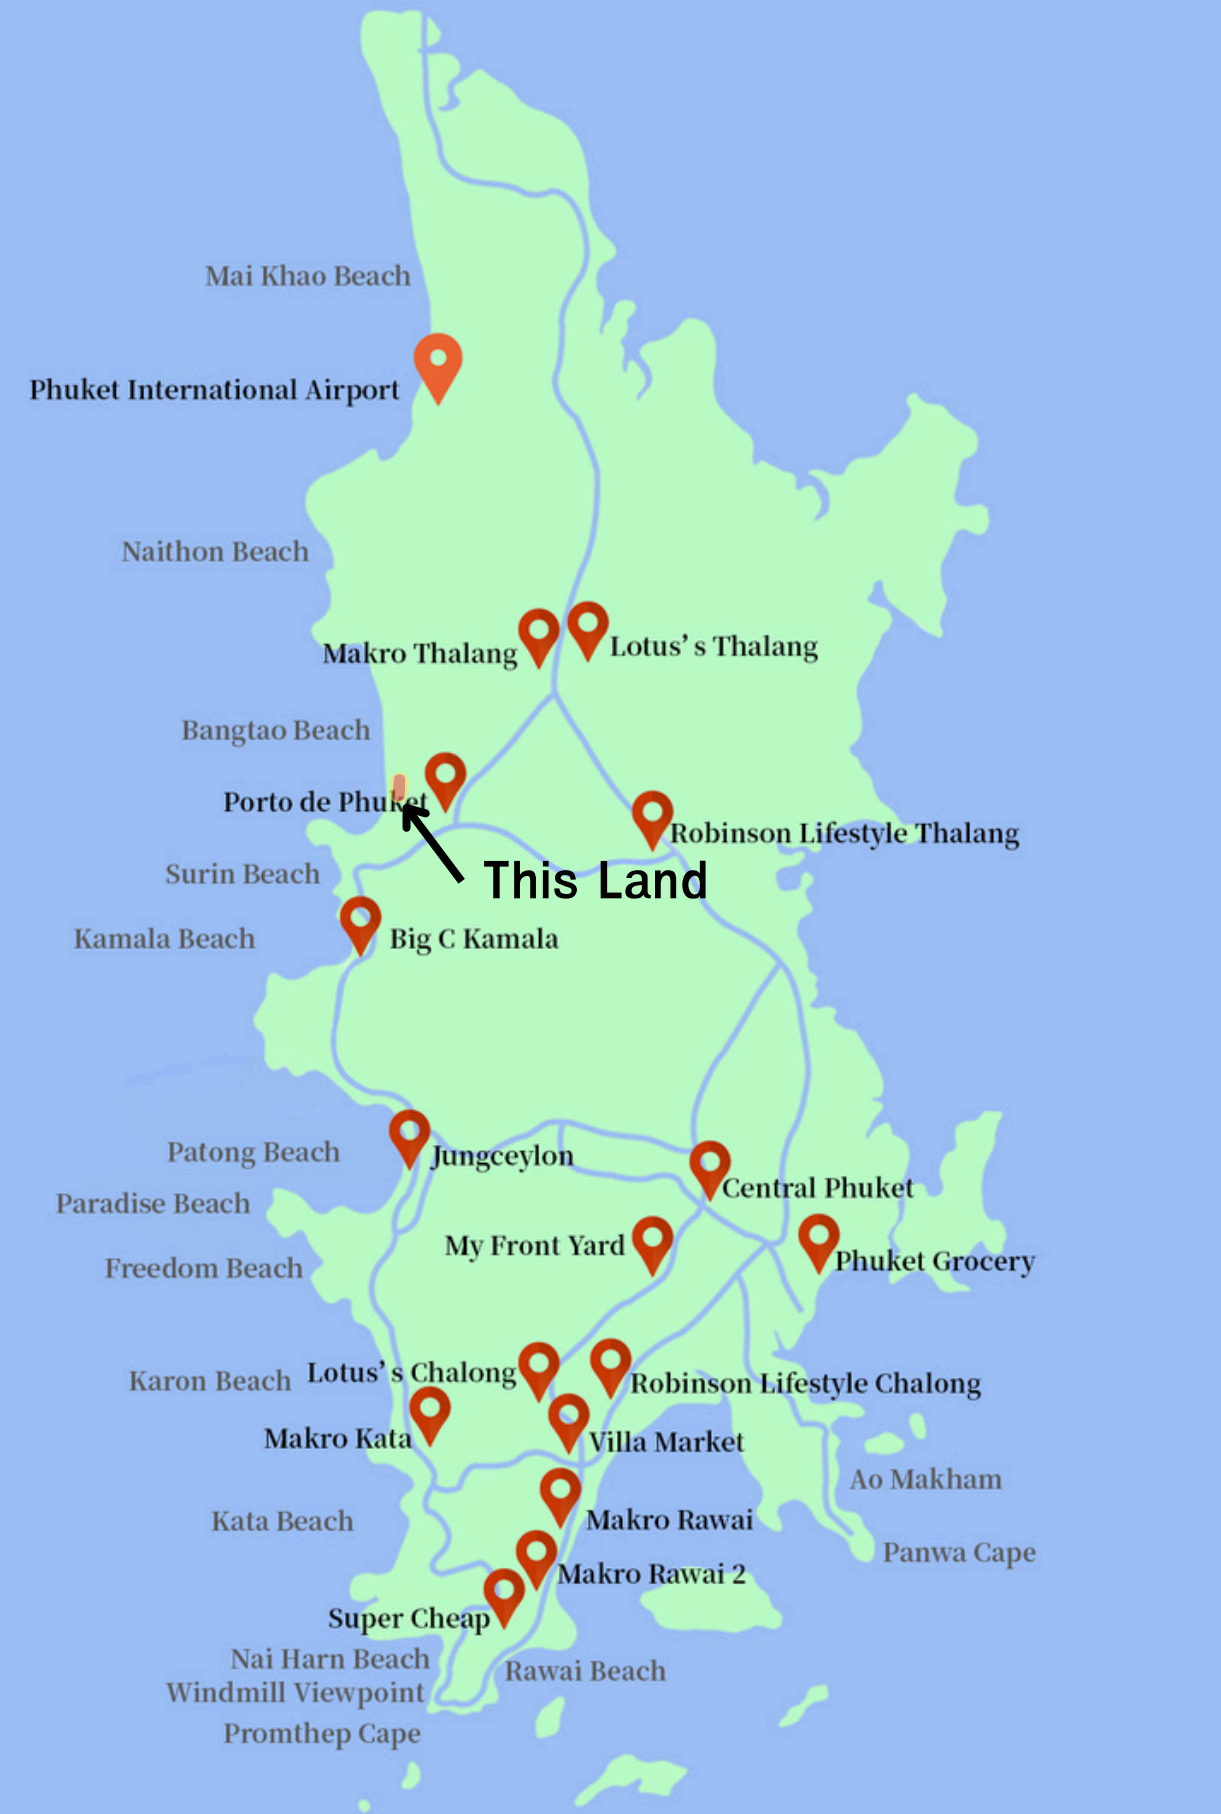 Mai Khao Beach
Phuket International Airport
Naithon Beach
Makro Thalang
Lotus’s Thalang
Bangtao Beach
Porto de Phuket
Robinson Lifestyle Thalang
Surin Beach
This Land
Kamala Beach
Big C Kamala
Patong Beach
Jungceylon
Central Phuket
Paradise Beach
My Front Yard
Phuket Grocery
Freedom Beach
Karon Beach
Lotus’s Chalong
Robinson Lifestyle Chalong
Makro Kata
Villa Market
Ao Makham
Kata Beach
Makro Rawai
Panwa Cape
Makro Rawai 2
Super Cheap
Nai Harn Beach
Rawai Beach
Windmill Viewpoint
Promthep Cape